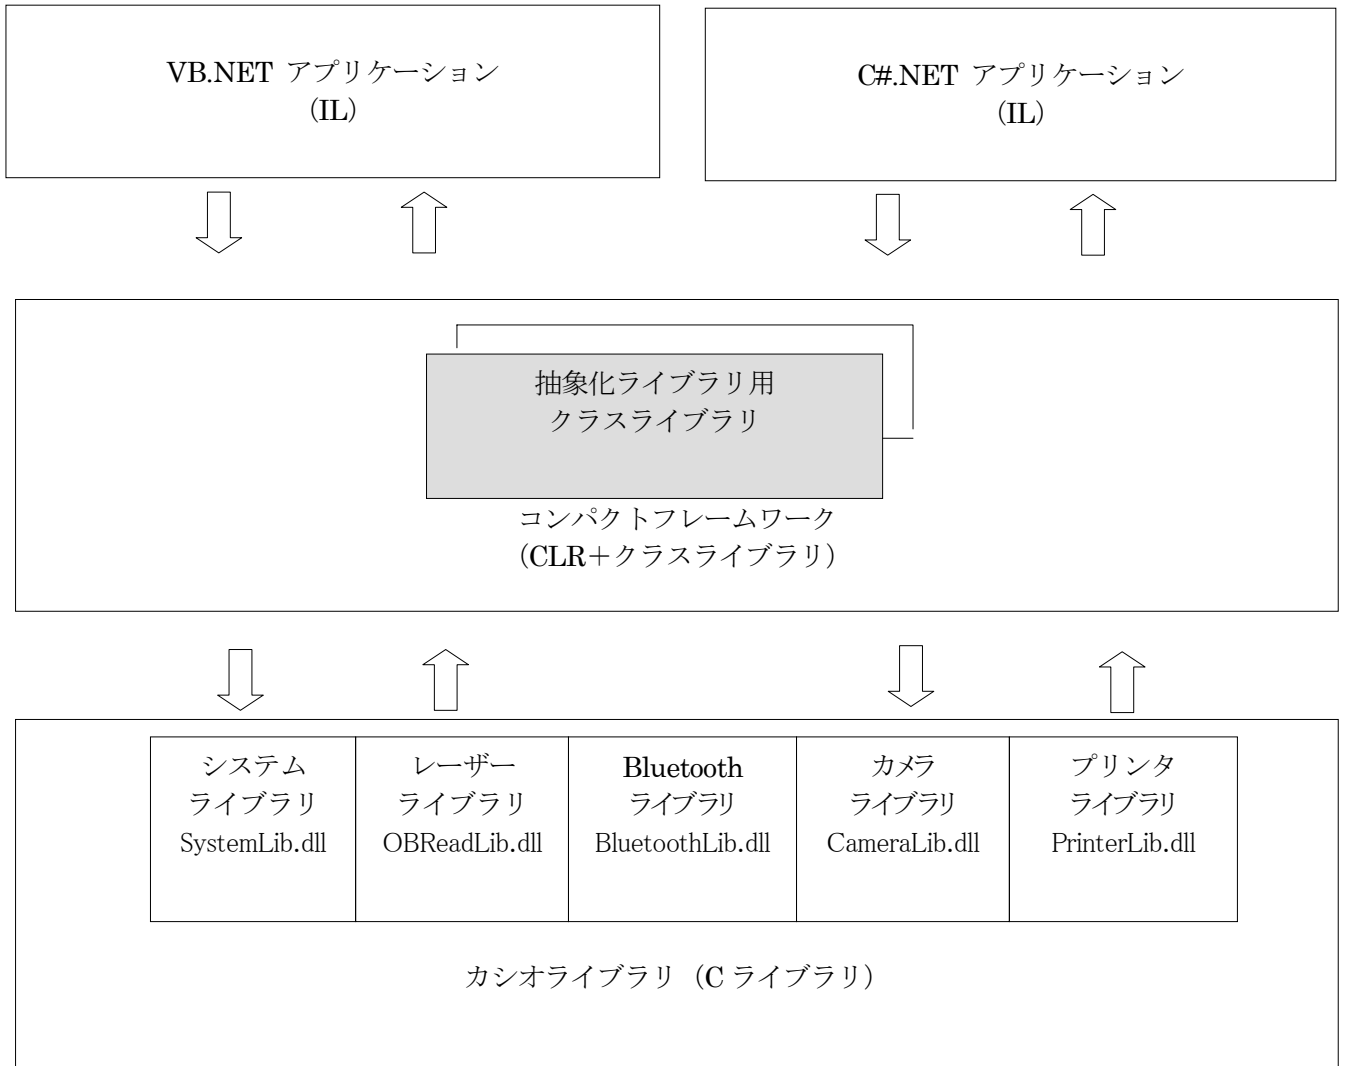 VB.NET アプリケーション
(IL)
C#.NET アプリケーション
(IL)
抽象化ライブラリ用
クラスライブラリ
コンパクトフレームワーク
(CLR+クラスライブラリ)
システム
ライブラリ
SystemLib.dll
レーザー
ライブラリ
OBReadLib.dll
Bluetooth
ライブラリ
BluetoothLib.dll
カメラ
ライブラリ
CameraLib.dll
プリンタ
ライブラリ
PrinterLib.dll
カシオライブラリ(C ライブラリ)